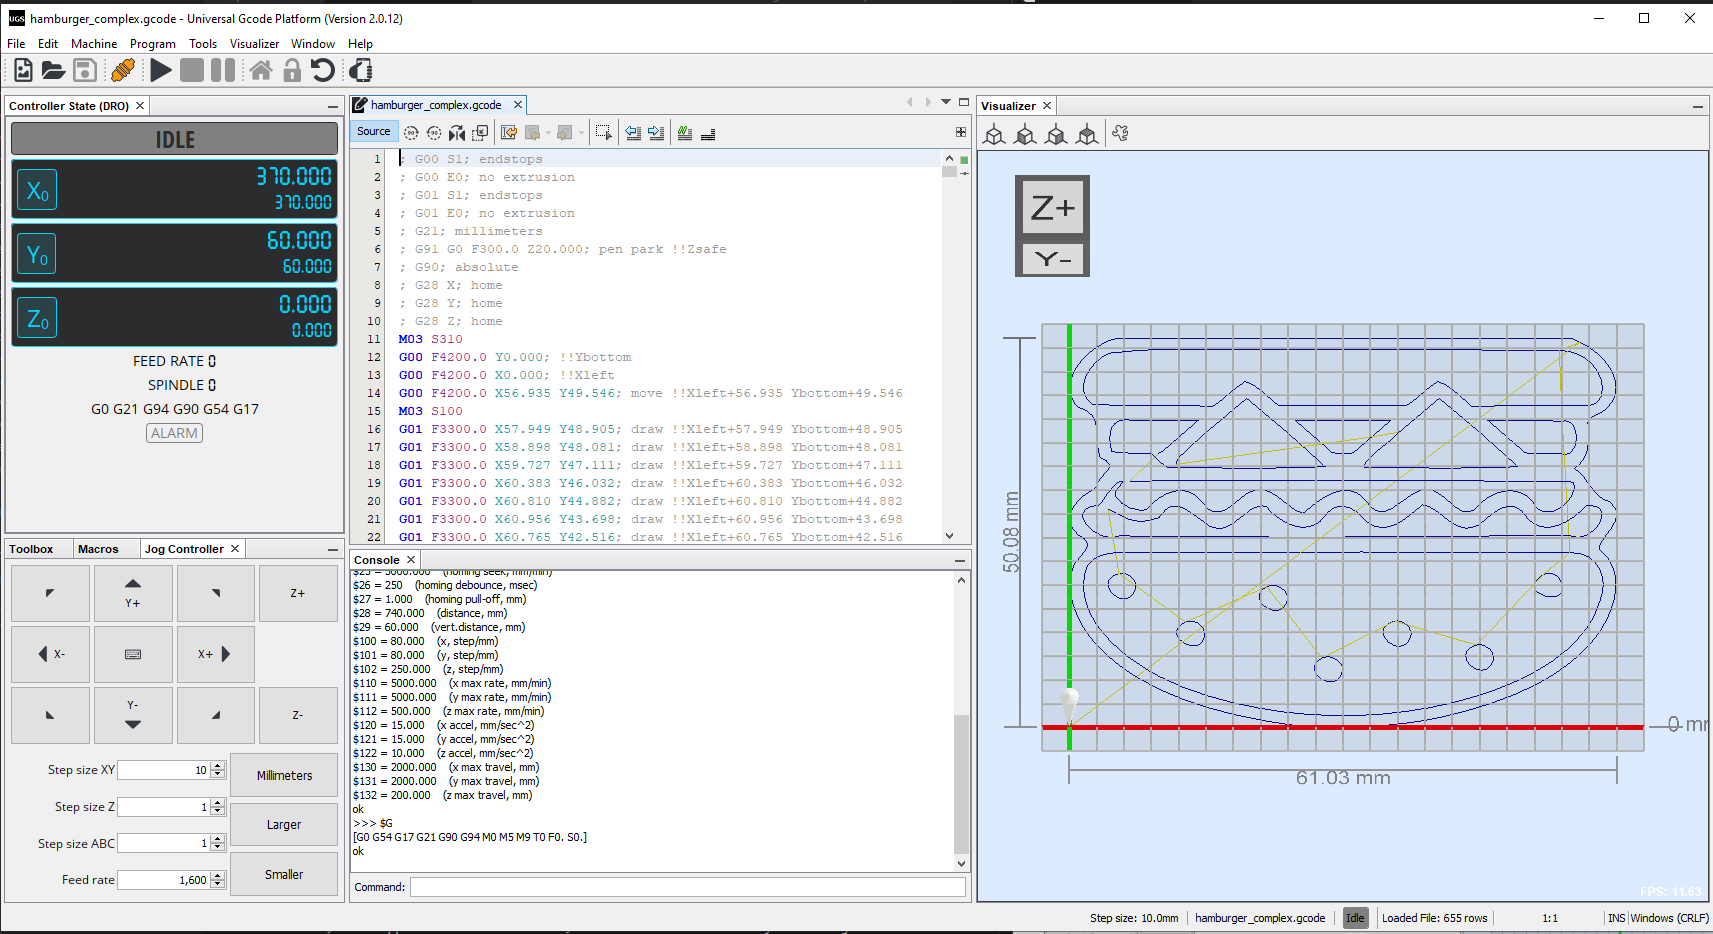 UGS hamburger_complex.gcode - Universal Gcode Platform (Version 2.0.12)
File Edit Machine Program Tools Visualizer Window Help
Controller State (DRO)
IDLE
X0 370.000
370.000
Y0 60.000
60.000
Z0 0.000
0.000
FEED RATE 0
SPINDLE 0
G0 G21 G94 G90 G54 G17
ALARM
Toolbox Macros Jog Controller
Y+ Z+
X- X+
Y- Z-
Step size XY 10 Millimeters
Step size Z 1
Larger
Step size ABC 1
Feed rate 1,600 Smaller
hamburger_complex.gcode
Source
1 ; G00 S1; endstops
2 ; G00 E0; no extrusion
3 ; G01 S1; endstops
4 ; G01 E0; no extrusion
5 ; G21; millimeters
6 ; G91 G0 F300.0 Z20.000; pen park !!Zsafe
7 ; G90; absolute
8 ; G28 X; home
9 ; G28 Y; home
10 ; G28 Z; home
11 M03 S310
12 G00 F4200.0 Y0.000; !!Ybottom
13 G00 F4200.0 X0.000; !!Xleft
14 G00 F4200.0 X56.935 Y49.546; move !!Xleft+56.935 Ybottom+49.546
15 M03 S100
16 G01 F3300.0 X57.949 Y48.905; draw !!Xleft+57.949 Ybottom+48.905
17 G01 F3300.0 X58.898 Y48.081; draw !!Xleft+58.898 Ybottom+48.081
18 G01 F3300.0 X59.727 Y47.111; draw !!Xleft+59.727 Ybottom+47.111
19 G01 F3300.0 X60.383 Y46.032; draw !!Xleft+60.383 Ybottom+46.032
20 G01 F3300.0 X60.810 Y44.882; draw !!Xleft+60.810 Ybottom+44.882
21 G01 F3300.0 X60.956 Y43.698; draw !!Xleft+60.956 Ybottom+43.698
22 G01 F3300.0 X60.765 Y42.516; draw !!Xleft+60.765 Ybottom+42.516
Console
$25 = 5000.000 (homing seek, mm/min)
$26 = 250 (homing debounce, msec)
$27 = 1.000 (homing pull-off, mm)
$28 = 740.000 (distance, mm)
$29 = 60.000 (vert.distance, mm)
$100 = 80.000 (x, step/mm)
$101 = 80.000 (y, step/mm)
$102 = 250.000 (z, step/mm)
$110 = 5000.000 (x max rate, mm/min)
$111 = 5000.000 (y max rate, mm/min)
$112 = 500.000 (z max rate, mm/min)
$120 = 15.000 (x accel, mm/sec^2)
$121 = 15.000 (y accel, mm/sec^2)
$122 = 10.000 (z accel, mm/sec^2)
$130 = 2000.000 (x max travel, mm)
$131 = 2000.000 (y max travel, mm)
$132 = 200.000 (z max travel, mm)
ok
>>> $G
[G0 G54 G17 G21 G90 G94 M0 M5 M9 T0 F0. S0.]
ok
Command:
Visualizer
Z+
Y-
50.08 mm
0 mm
61.03 mm
FPS: 11.63
Step size: 10.0mm hamburger_complex.gcode Idle Loaded File: 655 rows 1:1 INS Windows (CRLF)